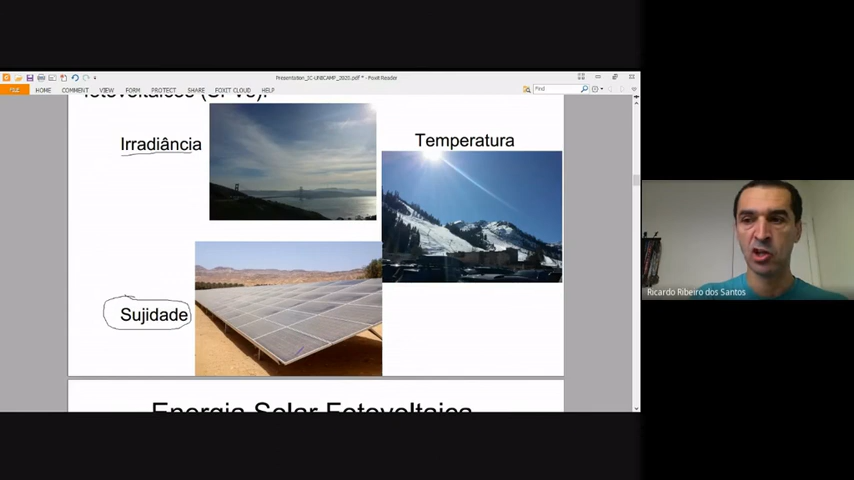 Presentation_IC-UNICAMP_2020.pdf * - Foxit Reader
FILE HOME COMMENT VIEW FORM PROTECT SHARE FOXIT CLOUD HELP
Find
Irradiância
Temperatura
Sujidade
Energia Solar Fotovoltaica
Ricardo Ribeiro dos Santos